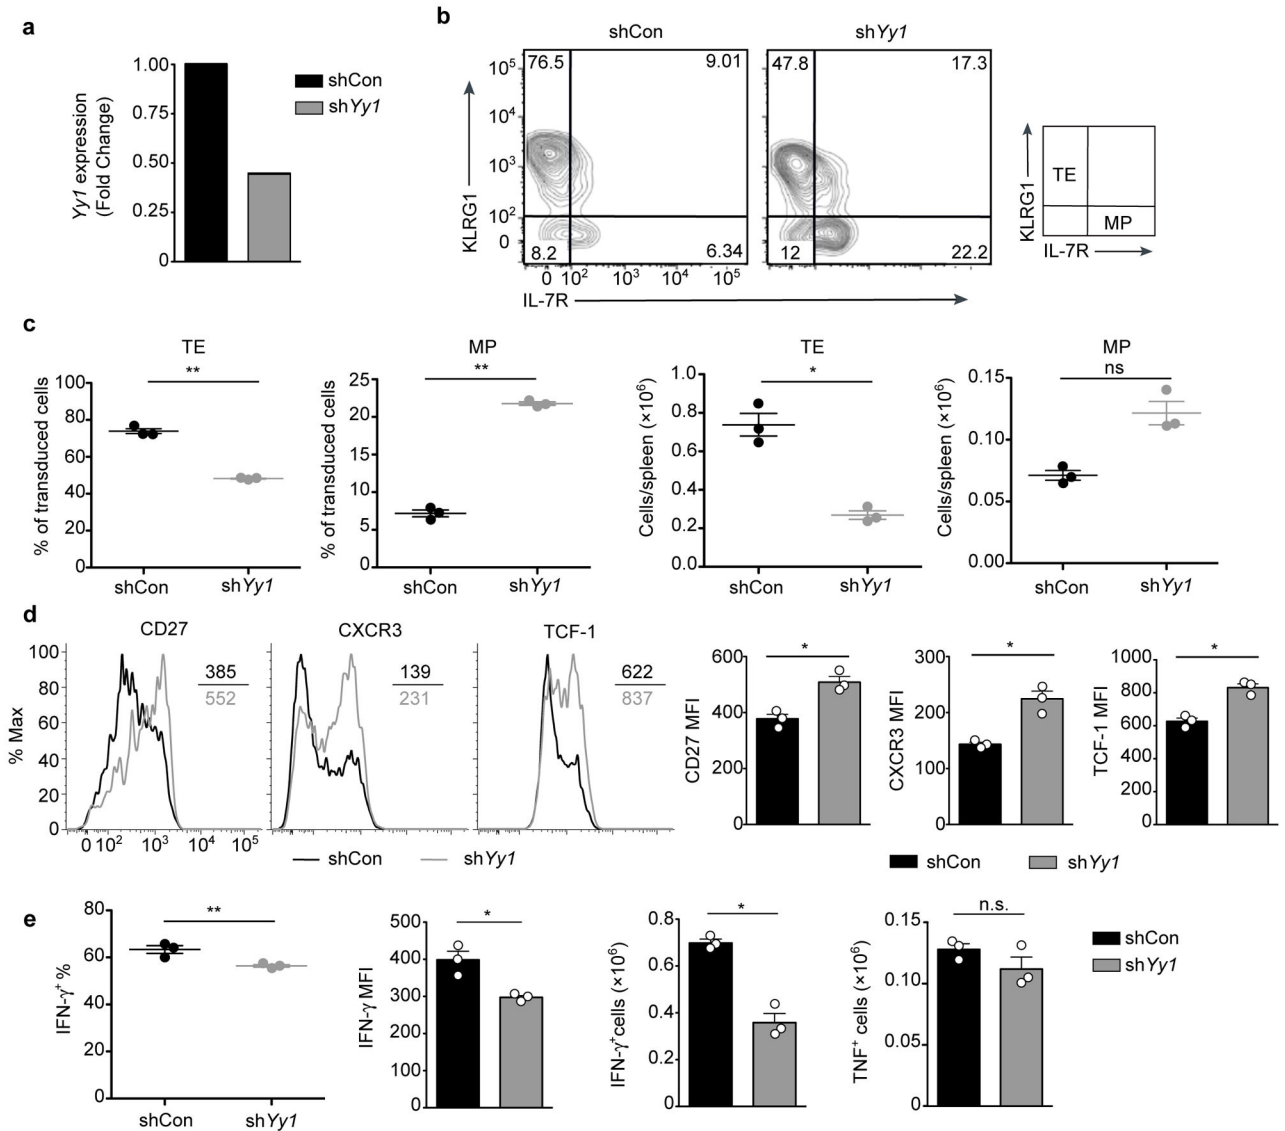 a
Yy1 expression
(Fold Change)
1.00
0.75
0.50
0.25
0
shCon
shYy1
b
shCon
shYy1
KLRG1
10⁵
10⁴
10³
10²
0
76.5
9.01
8.2
6.34
47.8
17.3
12
22.2
0 10² 10³ 10⁴ 10⁵
IL-7R
KLRG1
TE
MP
IL-7R
c
TE
**
% of transduced cells
100
80
60
40
20
0
shCon
shYy1
MP
**
% of transduced cells
25
20
15
10
5
0
shCon
shYy1
TE
*
Cells/spleen (×10⁶)
1.0
0.8
0.6
0.4
0.2
0.0
shCon
shYy1
MP
ns
Cells/spleen (×10⁶)
0.15
0.10
0.05
0.00
shCon
shYy1
d
% Max
100
80
60
40
20
0
CD27
385
552
0 10² 10³ 10⁴ 10⁵
CXCR3
139
231
TCF-1
622
837
shCon
shYy1
CD27 MFI
600
400
200
0
*
CXCR3 MFI
300
200
100
0
*
TCF-1 MFI
1000
800
600
400
200
0
*
shCon
shYy1
e
IFN-γ⁺ %
80
60
40
20
0
**
shCon
shYy1
IFN-γ MFI
500
400
300
200
100
0
*
IFN-γ⁺cells (×10⁶)
0.8
0.6
0.4
0.2
0
*
TNF⁺ cells (×10⁶)
0.15
0.10
0.05
0
n.s.
shCon
shYy1